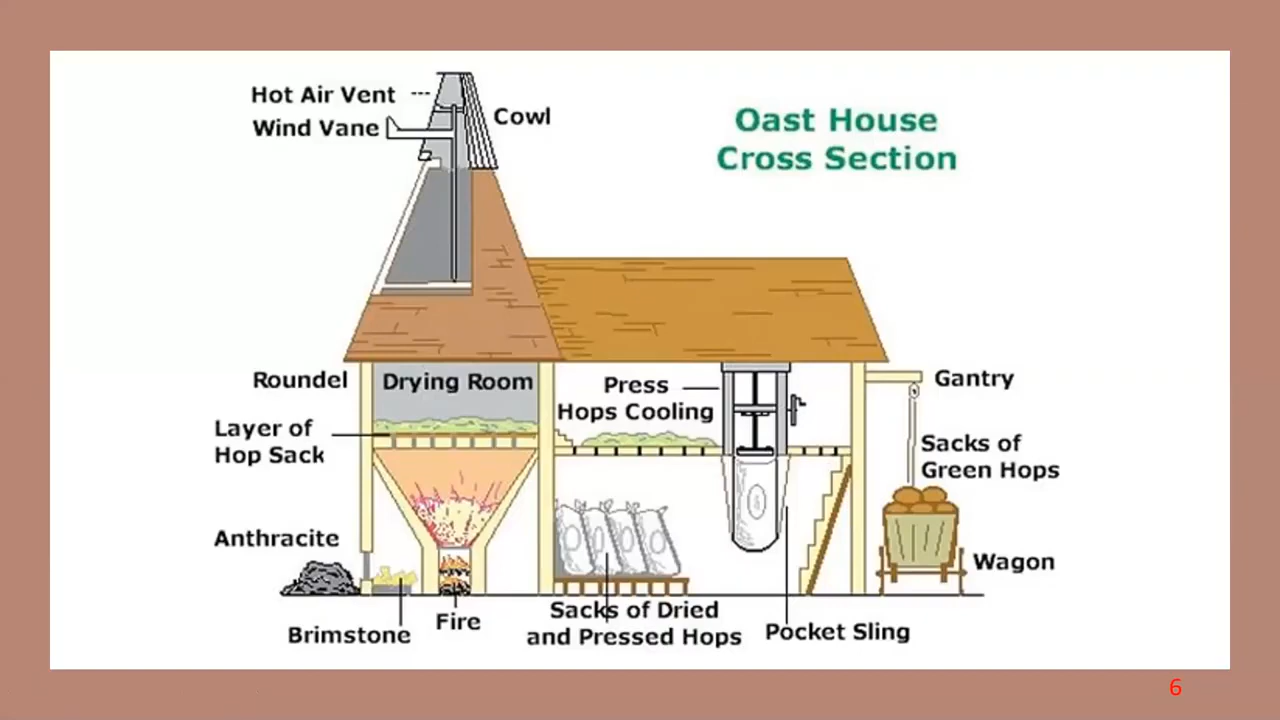 Oast House
Cross Section
Hot Air Vent
Wind Vane
Cowl
Roundel
Drying Room
Press
Hops Cooling
Gantry
Layer of
Hop Sack
Sacks of
Green Hops
Anthracite
Wagon
Brimstone
Fire
Sacks of Dried
and Pressed Hops
Pocket Sling
6